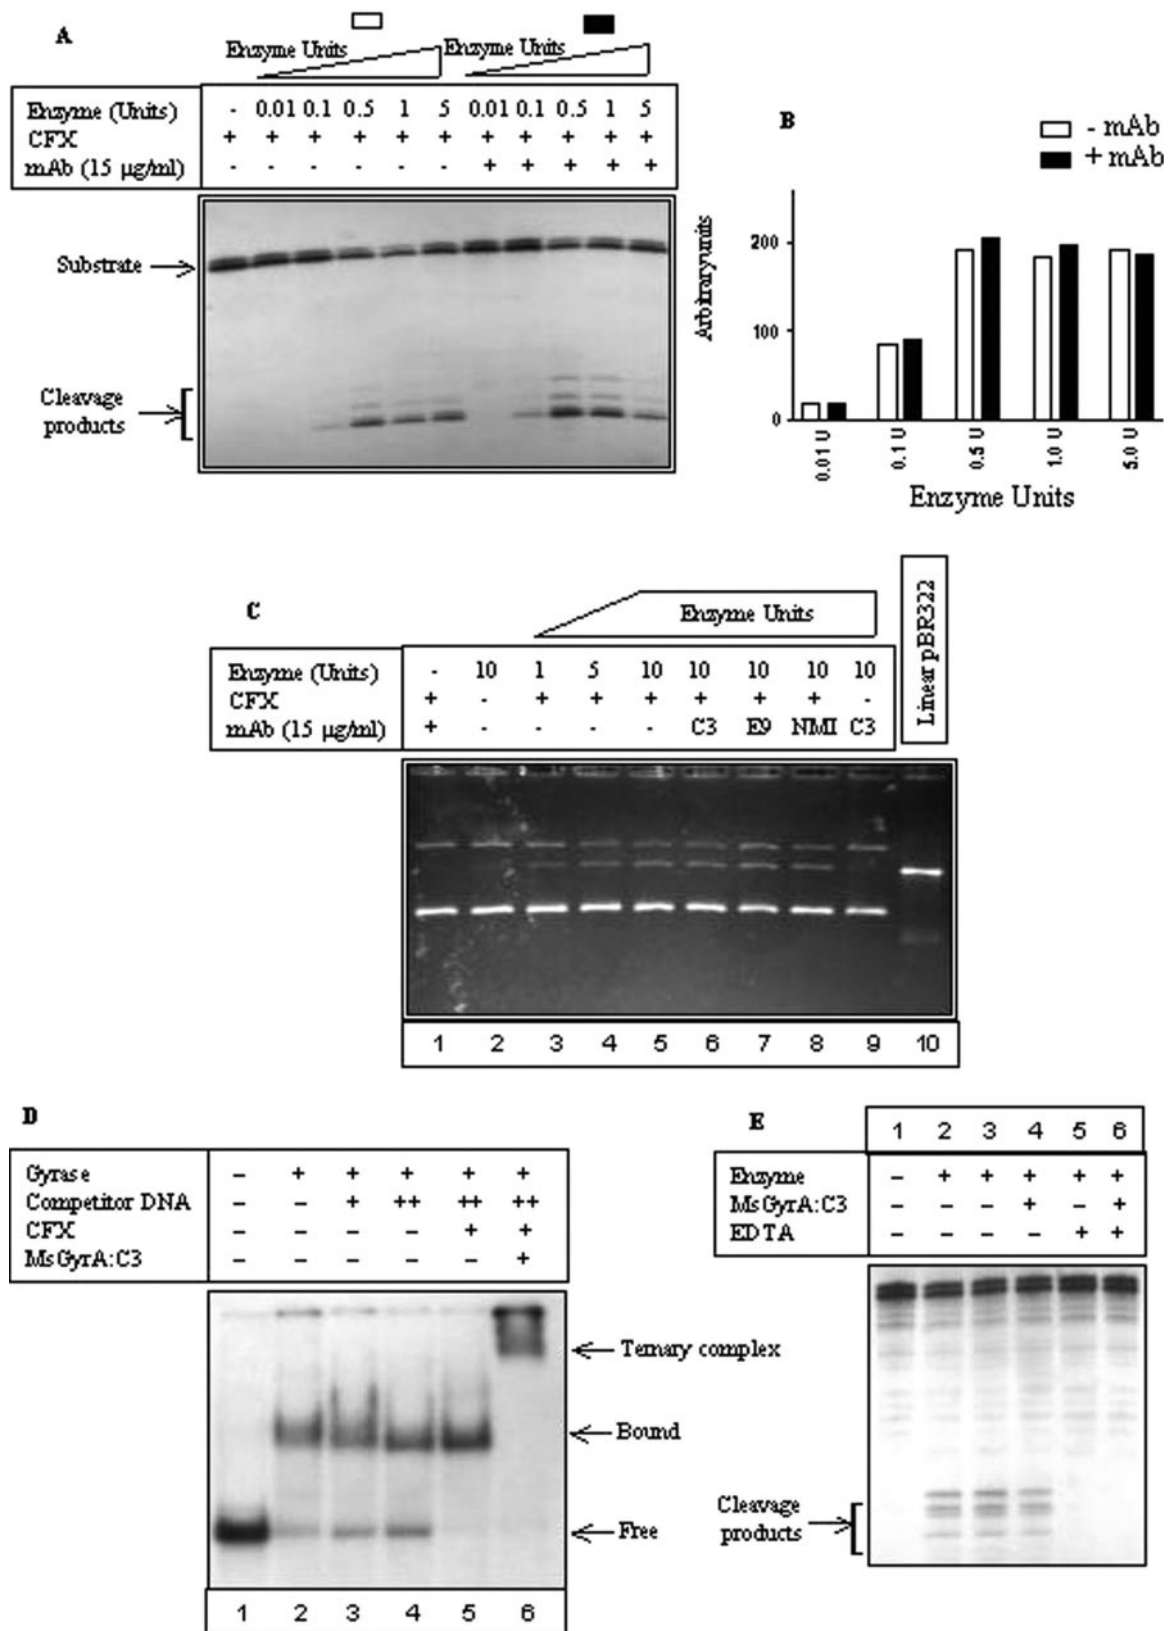 A
Enzyme Units Enzyme Units
Enzyme (Units) - 0.01 0.1 0.5 1 5 0.01 0.1 0.5 1 5
CFX + + + + + + + + + + +
mAb (15 µg/ml) - - - - - - + + + + +
Substrate
Cleavage
products
B
- mAb
+ mAb
Arbitraryunits
200
100
0
0.01 U 0.1 U 0.5 U 1.0 U 5.0 U
Enzyme Units
C
Enzyme Units
Linear pBR322
Enzyme (Units) - 10 1 5 10 10 10 10 10
CFX + - + + + + + + -
mAb (15 µg/ml) + - - - - C3 E9 NMI C3
1 2 3 4 5 6 7 8 9 10
D
Gyrase - + + + + +
Competitor DNA - - + ++ ++ ++
CFX - - - - + +
MsGyrA:C3 - - - - - +
Ternary complex
Bound
Free
1 2 3 4 5 6
E
1 2 3 4 5 6
Enzyme - + + + + +
MsGyrA:C3 - - - + - +
EDTA - - - - + +
Cleavage
products